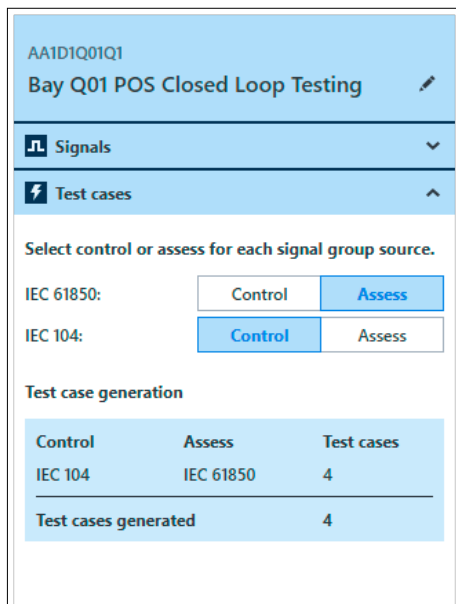 AA1D1Q01Q1
Bay Q01 POS Closed Loop Testing
Signals
Test cases
Select control or assess for each signal group source.
IEC 61850: Control Assess
IEC 104: Control Assess
Test case generation
Control Assess Test cases
IEC 104 IEC 61850 4
Test cases generated 4